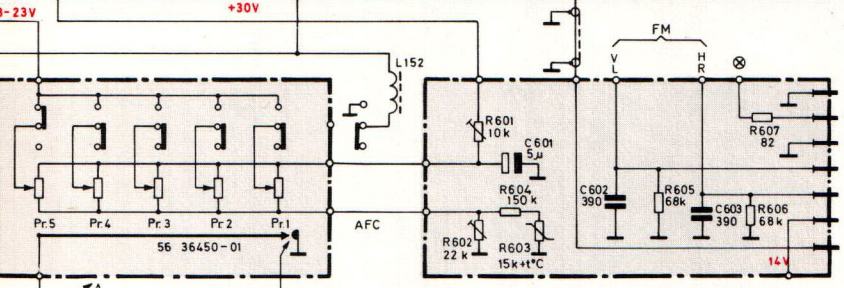 3-23V
+30V
FM
V
L
H
R
L152
R601
10k
C601
5µ
R607
82
R604
150 k
C602
390
R605
68k
C603
390
R606
68k
Pr.5
Pr.4
Pr.3
Pr.2
Pr.1
AFC
R602
22 k
R603
15k+t°C
56 36450-01
14V
A